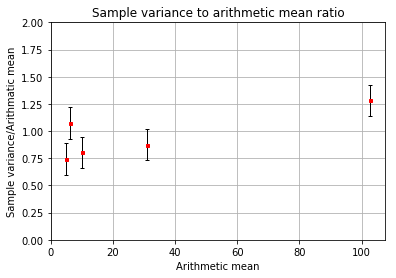 Sample variance to arithmetic mean ratio
2.00
1.75
1.50
1.25
1.00
0.75
0.50
0.25
0.00
Sample variance/Arithmatic mean
0 20 40 60 80 100
Arithmetic mean